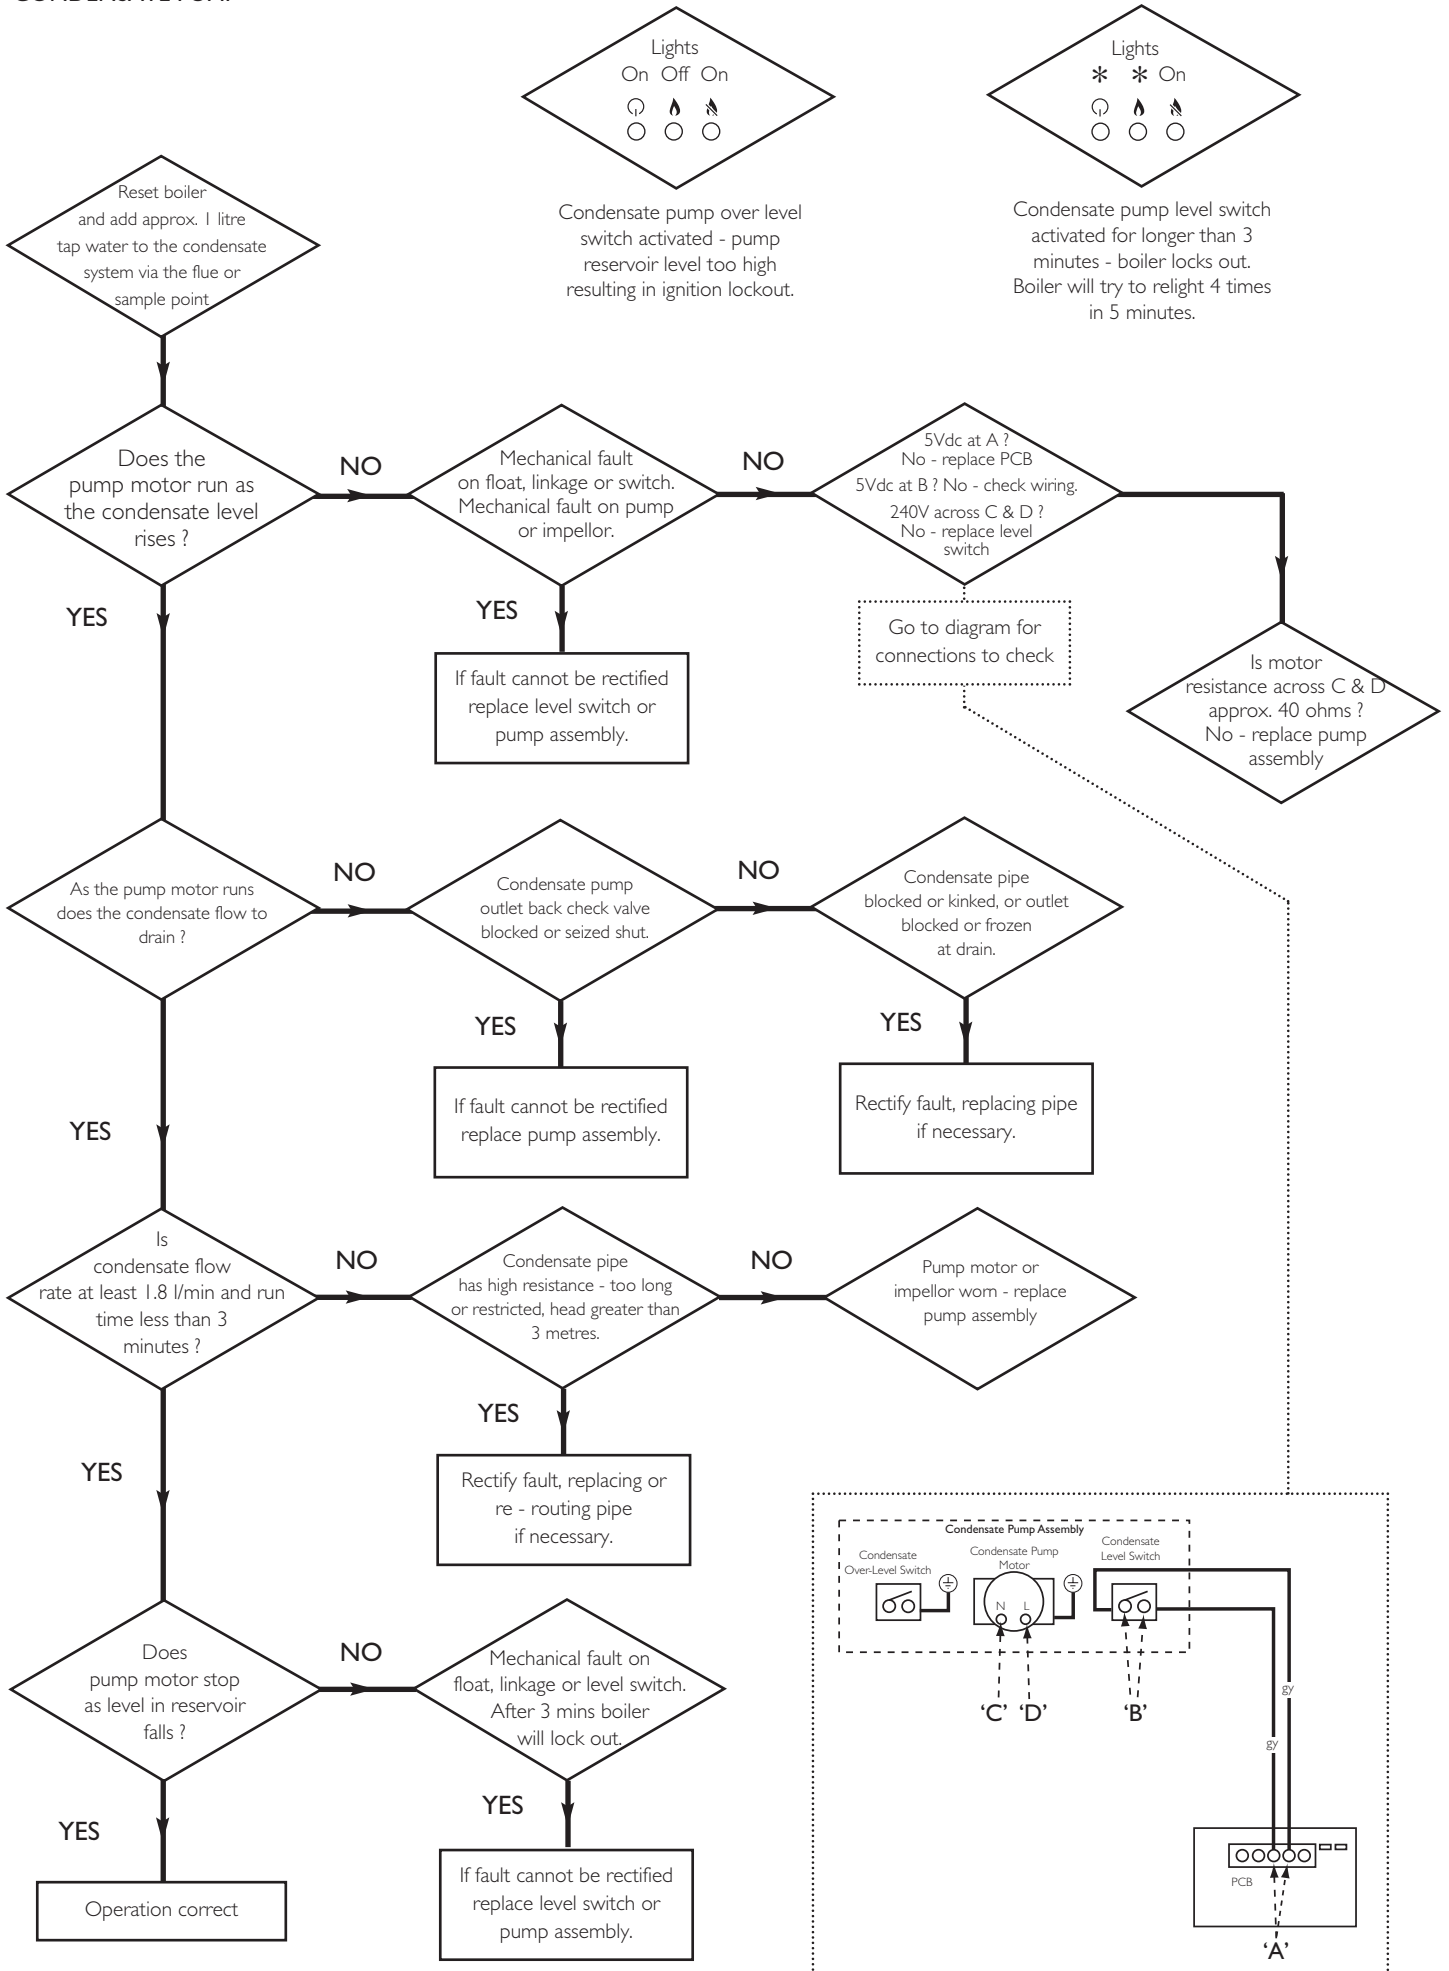 CONDENSATE PUMP
Lights
On Off On
Condensate pump over level
switch activated - pump
reservoir level too high
resulting in ignition lockout.
Lights
* * On
Condensate pump level switch
activated for longer than 3
minutes - boiler locks out.
Boiler will try to relight 4 times
in 5 minutes.
Reset boiler
and add approx. 1 litre
tap water to the condensate
system via the flue or
sample point
Does the
pump motor run as
the condensate level
rises ?
NO
Mechanical fault
on float, linkage or switch.
Mechanical fault on pump
or impellor.
NO
5Vdc at A ?
No - replace PCB
5Vdc at B ? No - check wiring.
240V across C & D ?
No - replace level
switch
YES
YES
If fault cannot be rectified
replace level switch or
pump assembly.
Go to diagram for
connections to check
Is motor
resistance across C & D
approx. 40 ohms ?
No - replace pump
assembly
As the pump motor runs
does the condensate flow to
drain ?
NO
Condensate pump
outlet back check valve
blocked or seized shut.
NO
Condensate pipe
blocked or kinked, or outlet
blocked or frozen
at drain.
YES
YES
If fault cannot be rectified
replace pump assembly.
YES
Rectify fault, replacing pipe
if necessary.
Is
condensate flow
rate at least 1.8 l/min and run
time less than 3
minutes ?
NO
Condensate pipe
has high resistance - too long
or restricted, head greater than
3 metres.
NO
Pump motor or
impellor worn - replace
pump assembly
YES
YES
Rectify fault, replacing or
re - routing pipe
if necessary.
Does
pump motor stop
as level in reservoir
falls ?
NO
Mechanical fault on
float, linkage or level switch.
After 3 mins boiler
will lock out.
YES
YES
Operation correct
If fault cannot be rectified
replace level switch or
pump assembly.
Condensate Pump Assembly
Condensate
Over-Level Switch
Condensate Pump
Motor
Condensate
Level Switch
N L
'C' 'D' 'B'
gy
gy
PCB
'A'